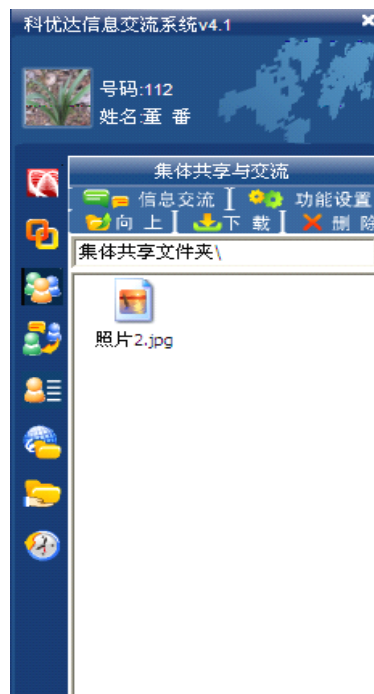 科优达信息交流系统v4.1
号码:112
姓名:董 番
集体共享与交流
信息交流 功能设置
向 上 下 载 删 除
集体共享文件夹\
照片2.jpg